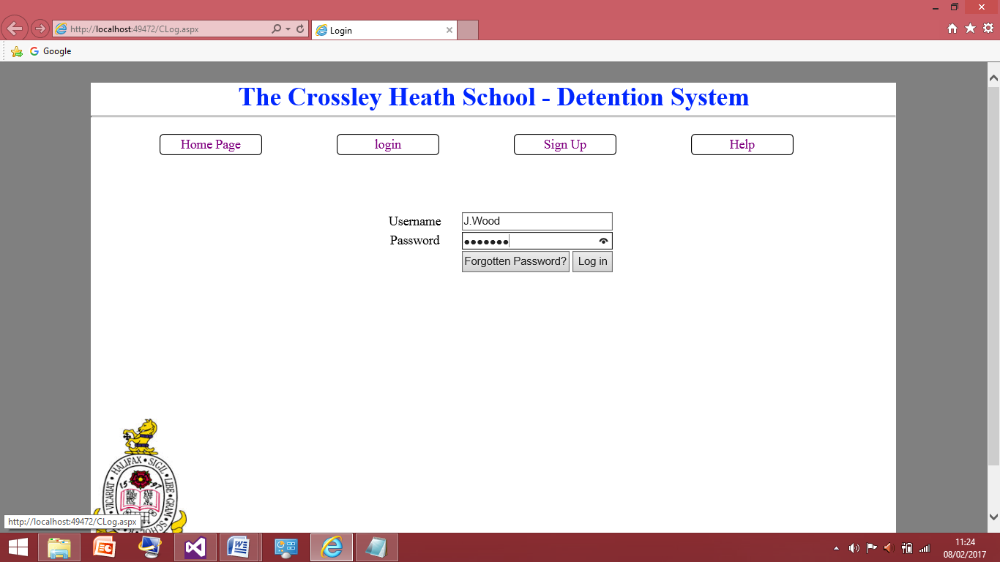 http://localhost:49472/CLog.aspx
Login
Google
The Crossley Heath School - Detention System
Home Page login Sign Up Help
Username J.Wood
Password
Forgotten Password? Log in
VICARIAT • HALIFAX • SIGIL • LIBE • GRAM • SCHO
1597
http://localhost:49472/CLog.aspx
11:24
08/02/2017